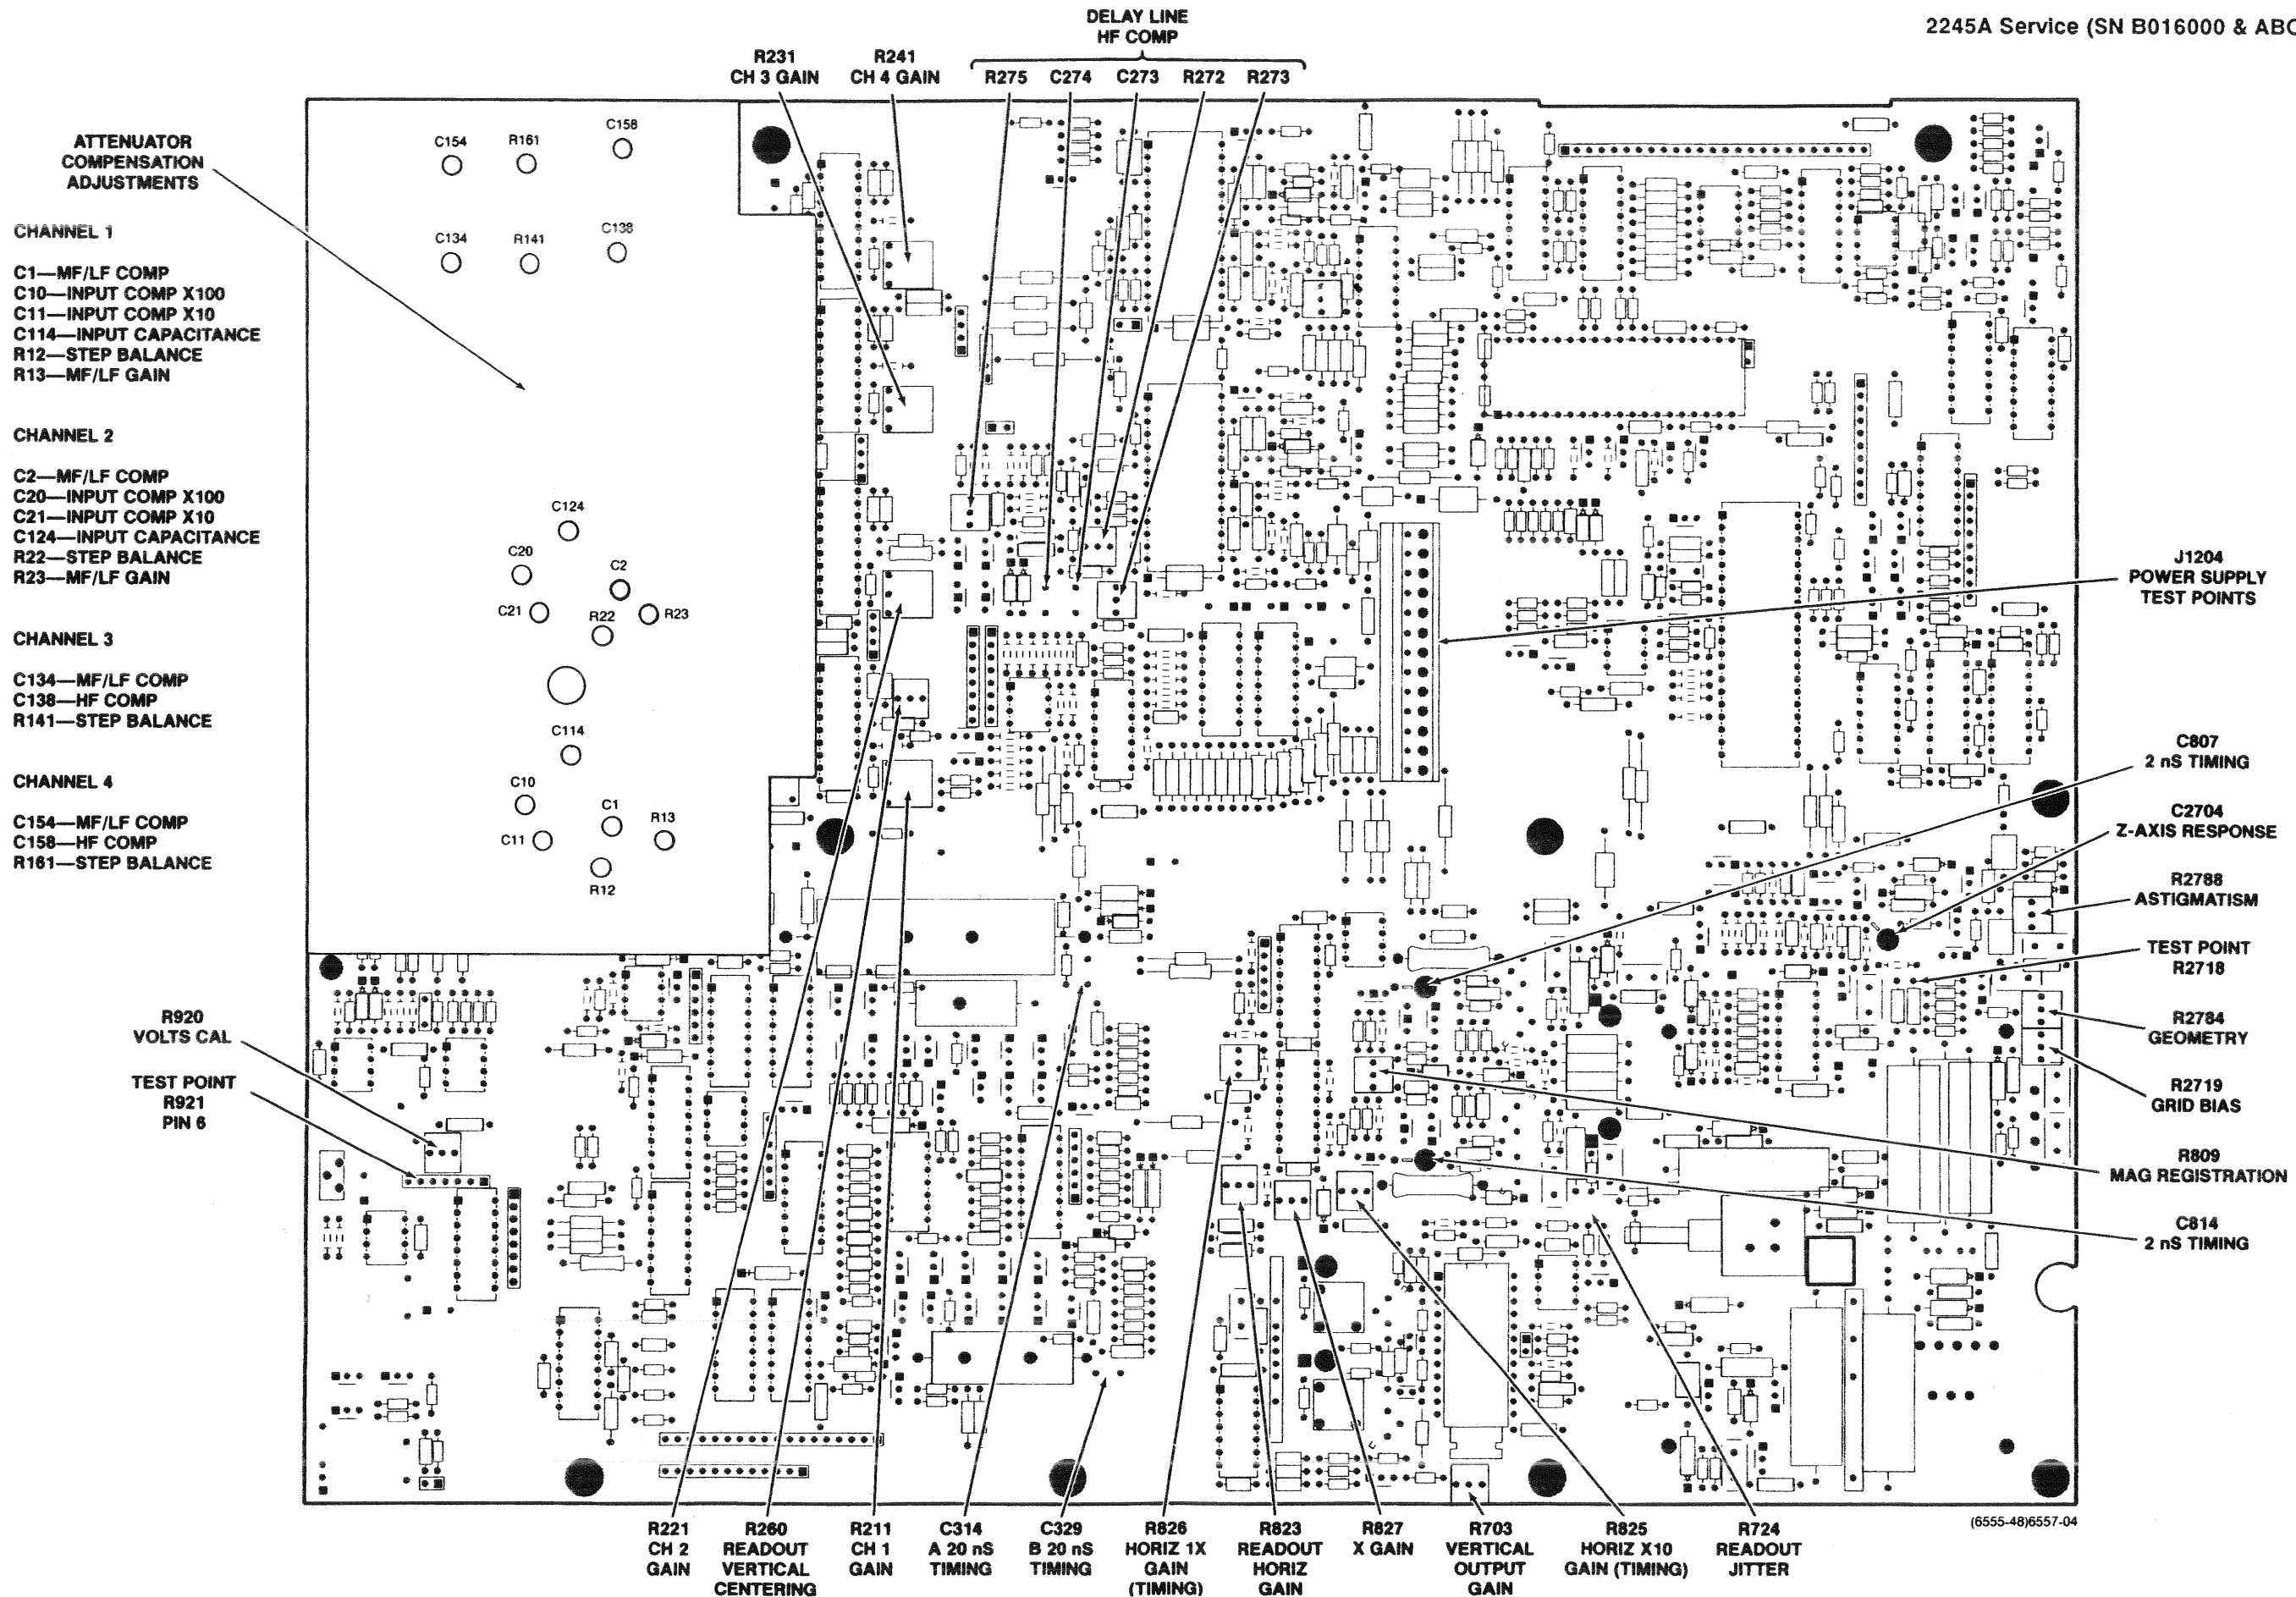 2245A Service (SN B016000 & ABO
DELAY LINE
HF COMP
R231
CH 3 GAIN
R241
CH 4 GAIN
R275
C274
C273
R272
R273
ATTENUATOR
COMPENSATION
ADJUSTMENTS
CHANNEL 1
C1—MF/LF COMP
C10—INPUT COMP X100
C11—INPUT COMP X10
C114—INPUT CAPACITANCE
R12—STEP BALANCE
R13—MF/LF GAIN
CHANNEL 2
C2—MF/LF COMP
C20—INPUT COMP X100
C21—INPUT COMP X10
C124—INPUT CAPACITANCE
R22—STEP BALANCE
R23—MF/LF GAIN
CHANNEL 3
C134—MF/LF COMP
C138—HF COMP
R141—STEP BALANCE
CHANNEL 4
C154—MF/LF COMP
C158—HF COMP
R161—STEP BALANCE
R920
VOLTS CAL
TEST POINT
R921
PIN 6
C154
R161
C158
C134
R141
C138
C124
C20
C2
C21
R22
R23
C114
C10
C1
R13
C11
R12
J1204
POWER SUPPLY
TEST POINTS
C807
2 nS TIMING
C2704
Z-AXIS RESPONSE
R2788
ASTIGMATISM
TEST POINT
R2718
R2784
GEOMETRY
R2719
GRID BIAS
R809
MAG REGISTRATION
C814
2 nS TIMING
(6555-48)6557-04
R221
CH 2
GAIN
R260
READOUT
VERTICAL
CENTERING
R211
CH 1
GAIN
C314
A 20 nS
TIMING
C329
B 20 nS
TIMING
R826
HORIZ 1X
GAIN
(TIMING)
R823
READOUT
HORIZ
GAIN
R827
X GAIN
R703
VERTICAL
OUTPUT
GAIN
R825
HORIZ X10
GAIN (TIMING)
R724
READOUT
JITTER